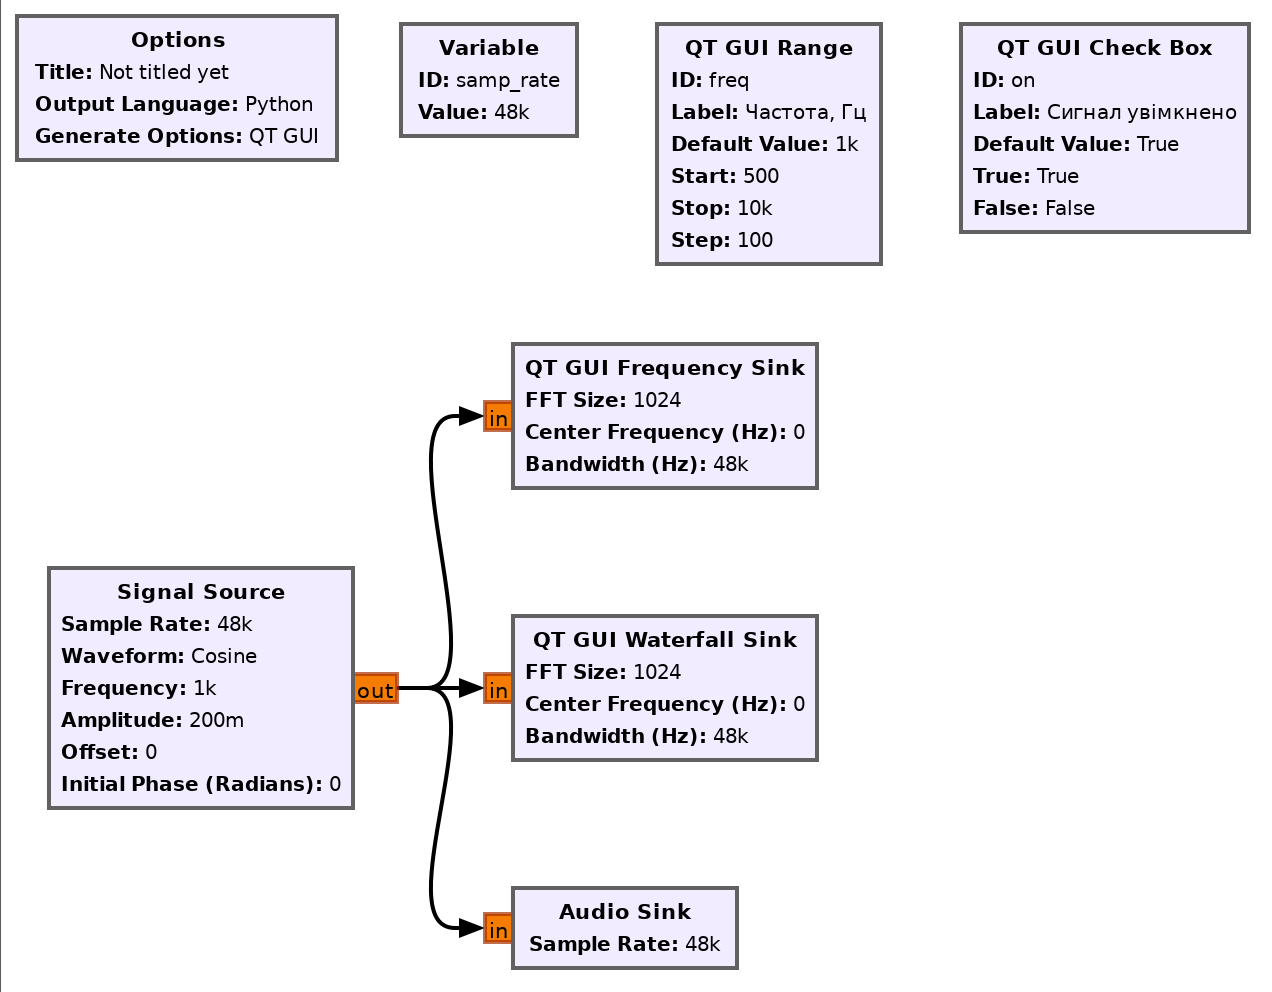 Options
Title: Not titled yet
Output Language: Python
Generate Options: QT GUI
Variable
ID: samp_rate
Value: 48k
QT GUI Range
ID: freq
Label: Частота, Гц
Default Value: 1k
Start: 500
Stop: 10k
Step: 100
QT GUI Check Box
ID: on
Label: Сигнал увімкнено
Default Value: True
True: True
False: False
QT GUI Frequency Sink
FFT Size: 1024
Center Frequency (Hz): 0
Bandwidth (Hz): 48k
in
Signal Source
Sample Rate: 48k
Waveform: Cosine
Frequency: 1k
Amplitude: 200m
Offset: 0
Initial Phase (Radians): 0
out
in
QT GUI Waterfall Sink
FFT Size: 1024
Center Frequency (Hz): 0
Bandwidth (Hz): 48k
in
Audio Sink
Sample Rate: 48k